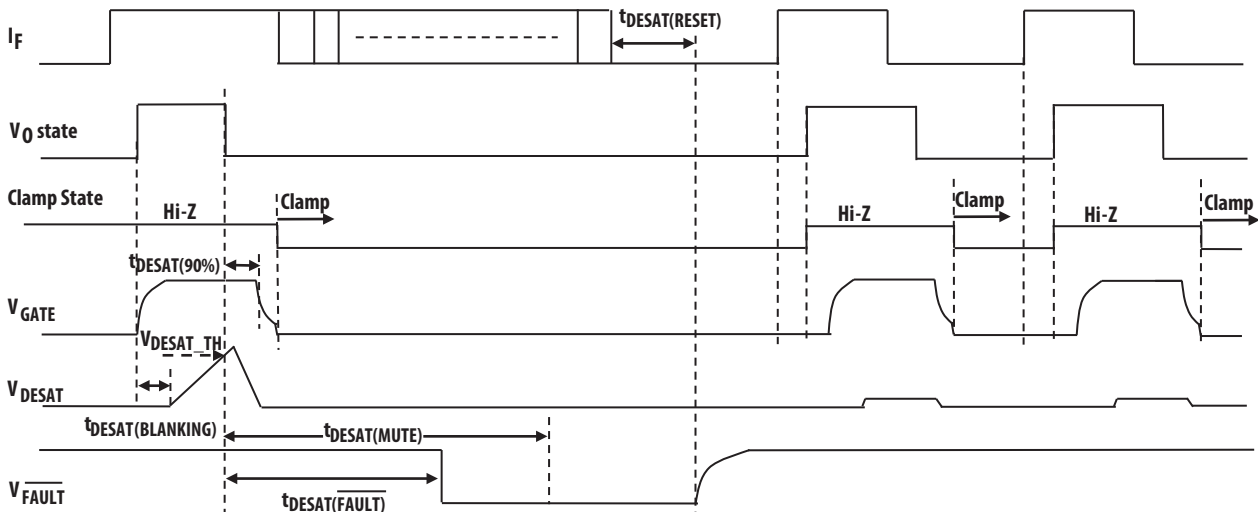 IF
tDESAT(RESET)
V0 state
Clamp State
Hi-Z
Clamp
Hi-Z
Clamp
Hi-Z
Clamp
tDESAT(90%)
VGATE
VDESAT_TH
VDESAT
tDESAT(BLANKING)
tDESAT(MUTE)
VFAULT
tDESAT(FAULT)